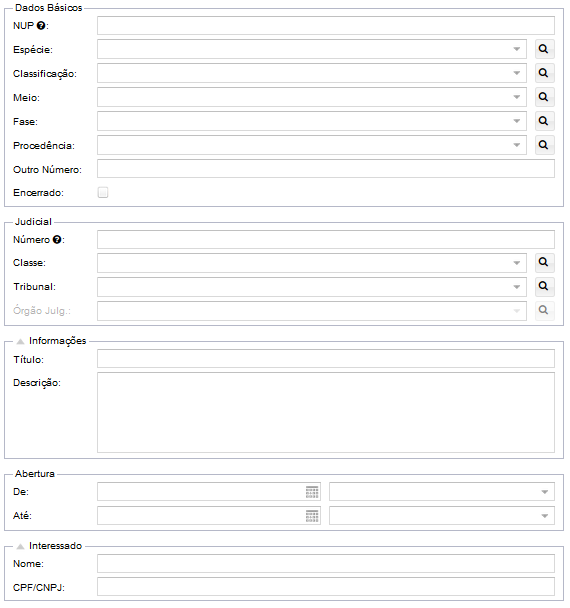 Dados Básicos
NUP ?:
Espécie:
Classificação:
Meio:
Fase:
Procedência:
Outro Número:
Encerrado:
Judicial
Número ?:
Classe:
Tribunal:
Órgão Julg.:
Informações
Título:
Descrição:
Abertura
De:
Até:
Interessado
Nome:
CPF/CNPJ: